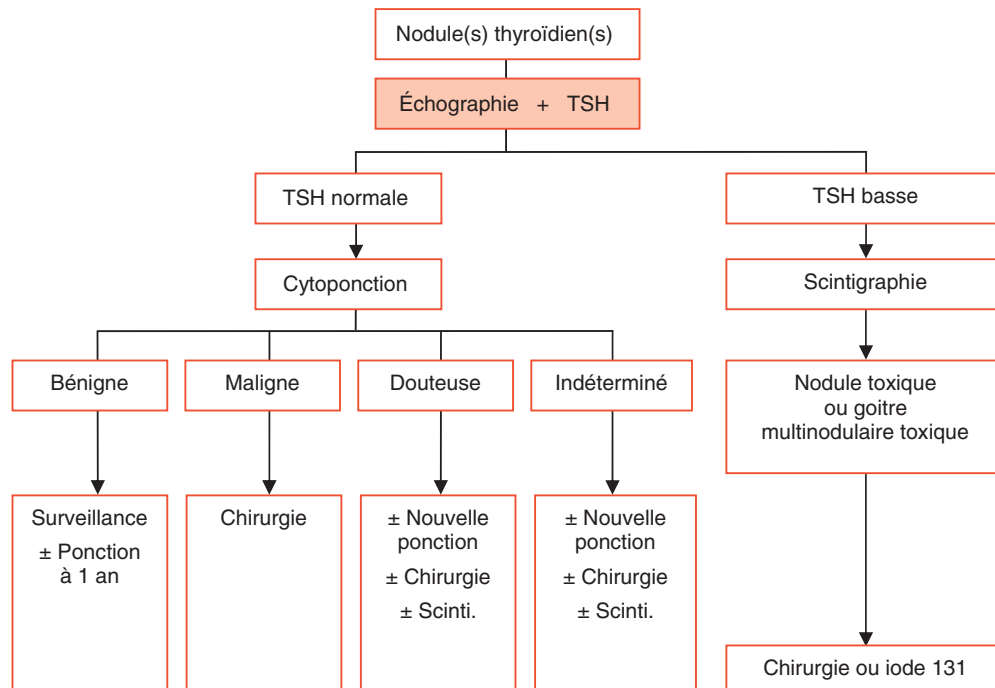 Nodule(s) thyroïdien(s)
Échographie + TSH
TSH normale
TSH basse
Cytoponction
Scintigraphie
Bénigne
Maligne
Douteuse
Indéterminé
Nodule toxique
ou goitre
multinodulaire toxique
Surveillance
± Ponction
à 1 an
Chirurgie
± Nouvelle
ponction
± Chirurgie
± Scinti.
± Nouvelle
ponction
± Chirurgie
± Scinti.
Chirurgie ou iode 131